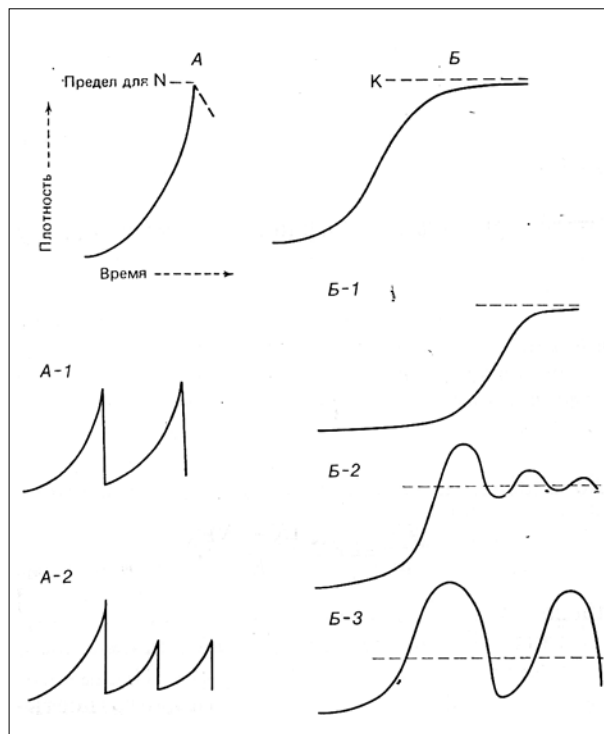 А
Б
Предел для N
K
Плотность
Время
Б-1
А-1
Б-2
А-2
Б-3